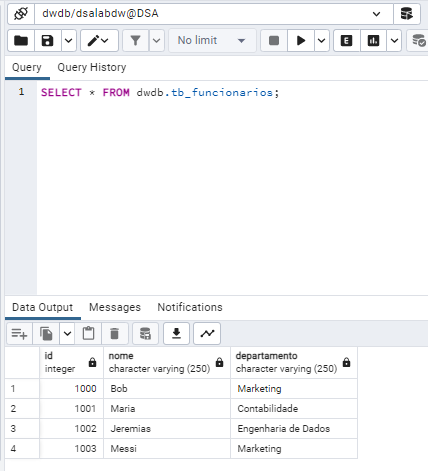 dwdb/dsalabdw@DSA
No limit
E
Query Query History
1 SELECT * FROM dwdb.tb_funcionarios;
Data Output Messages Notifications
id nome departamento
integer character varying (250) character varying (250)
1 1000 Bob Marketing
2 1001 Maria Contabilidade
3 1002 Jeremias Engenharia de Dados
4 1003 Messi Marketing